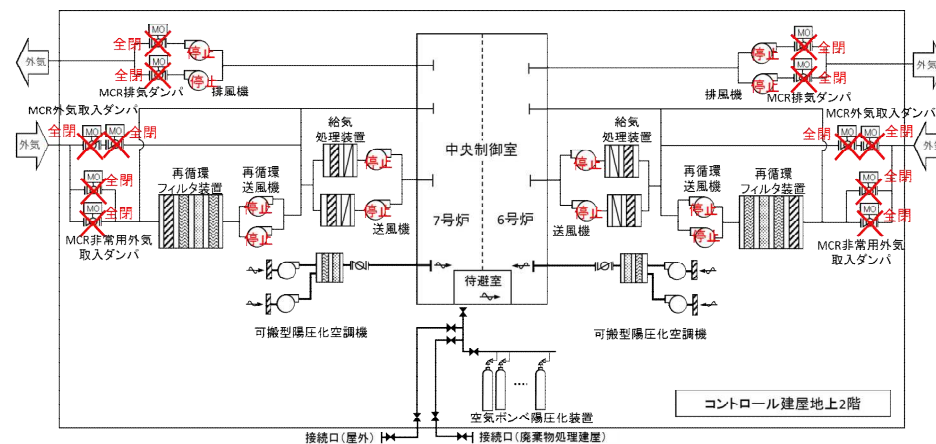 MO
全閉
停止
MO
全閉
停止
外気
MCR排気ダンパ
排風機
MCR外気取入ダンパ
全閉
MO
MO
全閉
外気
給気
処理装置
停止
停止
送風機
MO
全閉
MO
全閉
再循環
フィルタ装置
再循環
送風機
停止
停止
MCR非常用外気
取入ダンパ
中央制御室
7号炉
6号炉
待避室
MO
停止
全閉
MO
停止
全閉
外気
排風機
MCR排気ダンパ
MCR外気取入ダンパ
全閉
MO
MO
全閉
外気
給気
処理装置
停止
停止
送風機
再循環
送風機
停止
停止
再循環
フィルタ装置
MO
全閉
MO
全閉
MCR非常用外気
取入ダンパ
可搬型陽圧化空調機
可搬型陽圧化空調機
空気ボンベ陽圧化装置
コントロール建屋地上2階
接続口(屋外)
接続口(廃棄物処理建屋)